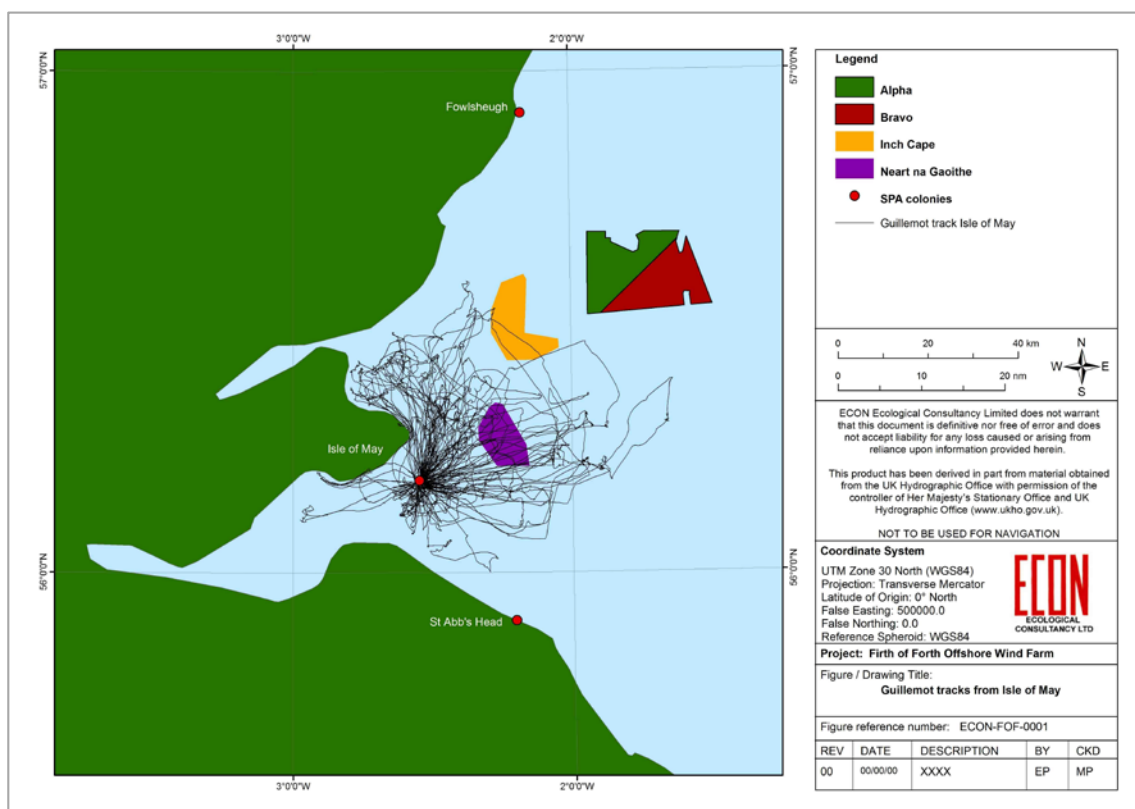 3°0'0"W
2°0'0"W
57°0'0"N
57°0'0"N
Fowlsheugh
Isle of May
56°0'0"N
56°0'0"N
St Abb's Head
3°0'0"W
2°0'0"W
Legend
Alpha
Bravo
Inch Cape
Neart na Gaoithe
SPA colonies
Guillemot track Isle of May
0 20 40 km
0 5 10 20 nm
N
W E
S
ECON Ecological Consultancy Limited does not warrant
that this document is definitive nor free of error and does
not accept liability for any loss caused or arising from
reliance upon information provided herein.
This product has been derived in part from material obtained
from the UK Hydrographic Office with permission of the
controller of Her Majesty's Stationary Office and UK
Hydrographic Office (www.ukho.gov.uk).
NOT TO BE USED FOR NAVIGATION
Coordinate System
UTM Zone 30 North (WGS84)
Projection: Transverse Mercator
Latitude of Origin: 0° North
False Easting: 500000.0
False Northing: 0.0
Reference Spheroid: WGS84
ECON
ECOLOGICAL
CONSULTANCY LTD
Project: Firth of Forth Offshore Wind Farm
Figure / Drawing Title:
Guillemot tracks from Isle of May
Figure reference number: ECON-FOF-0001
REV DATE DESCRIPTION BY CKD
00 00/00/00 XXXX EP MP